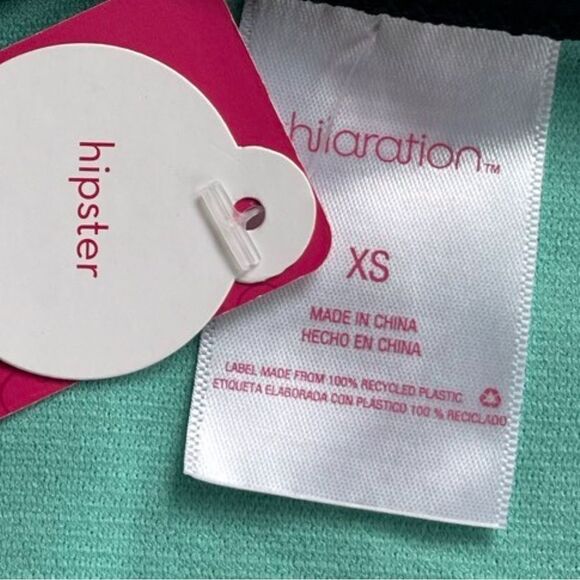 hipster
hilaration™
XS
MADE IN CHINA
HECHO EN CHINA
LABEL MADE FROM 100% RECYCLED PLASTIC
ETIQUETA ELABORADA CON PLÁSTICO 100 % RECICLADO